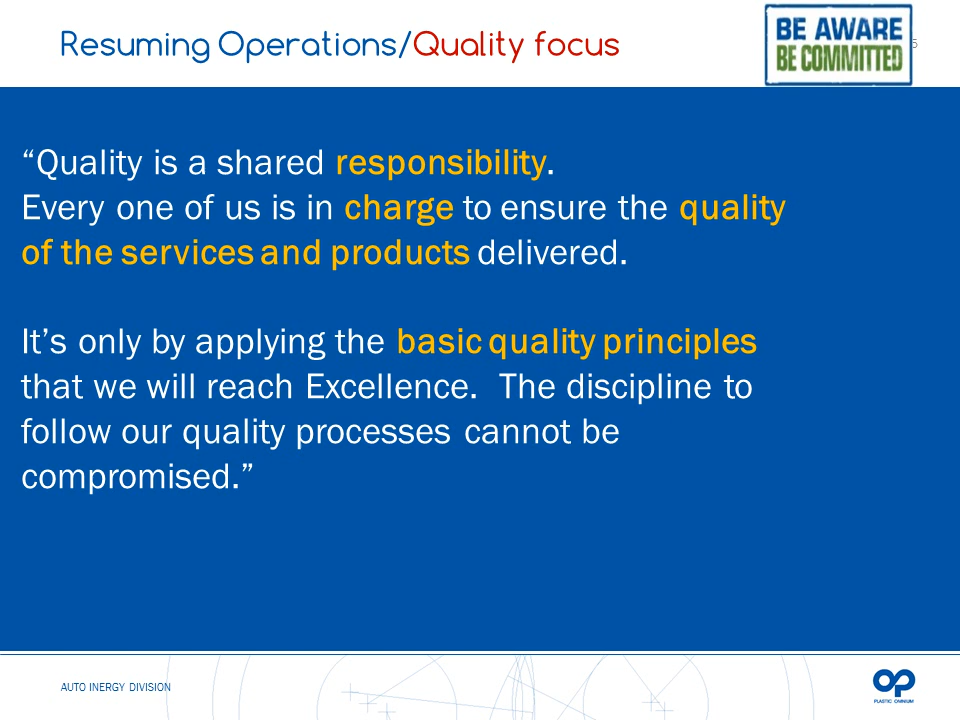 Resuming Operations/Quality focus
BE AWARE
BE COMMITTED
5
“Quality is a shared responsibility.
Every one of us is in charge to ensure the quality
of the services and products delivered.
It’s only by applying the basic quality principles
that we will reach Excellence.  The discipline to
follow our quality processes cannot be
compromised.”
AUTO INERGY DIVISION
PLASTIC OMNIUM